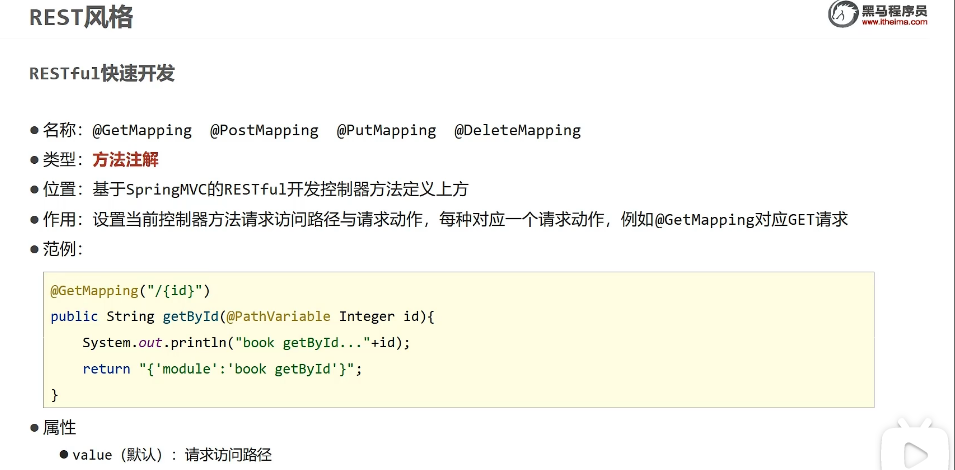 REST风格
黑马程序员
www.itheima.com
RESTful快速开发
● 名称：@GetMapping @PostMapping @PutMapping @DeleteMapping
● 类型：方法注解
● 位置：基于SpringMVC的RESTful开发控制器方法定义上方
● 作用：设置当前控制器方法请求访问路径与请求动作，每种对应一个请求动作，例如@GetMapping对应GET请求
● 范例：
@GetMapping("/{id}")
public String getById(@PathVariable Integer id){
    System.out.println("book getById..."+id);
    return "{'module':'book getById'}";
}
● 属性
● value（默认）：请求访问路径